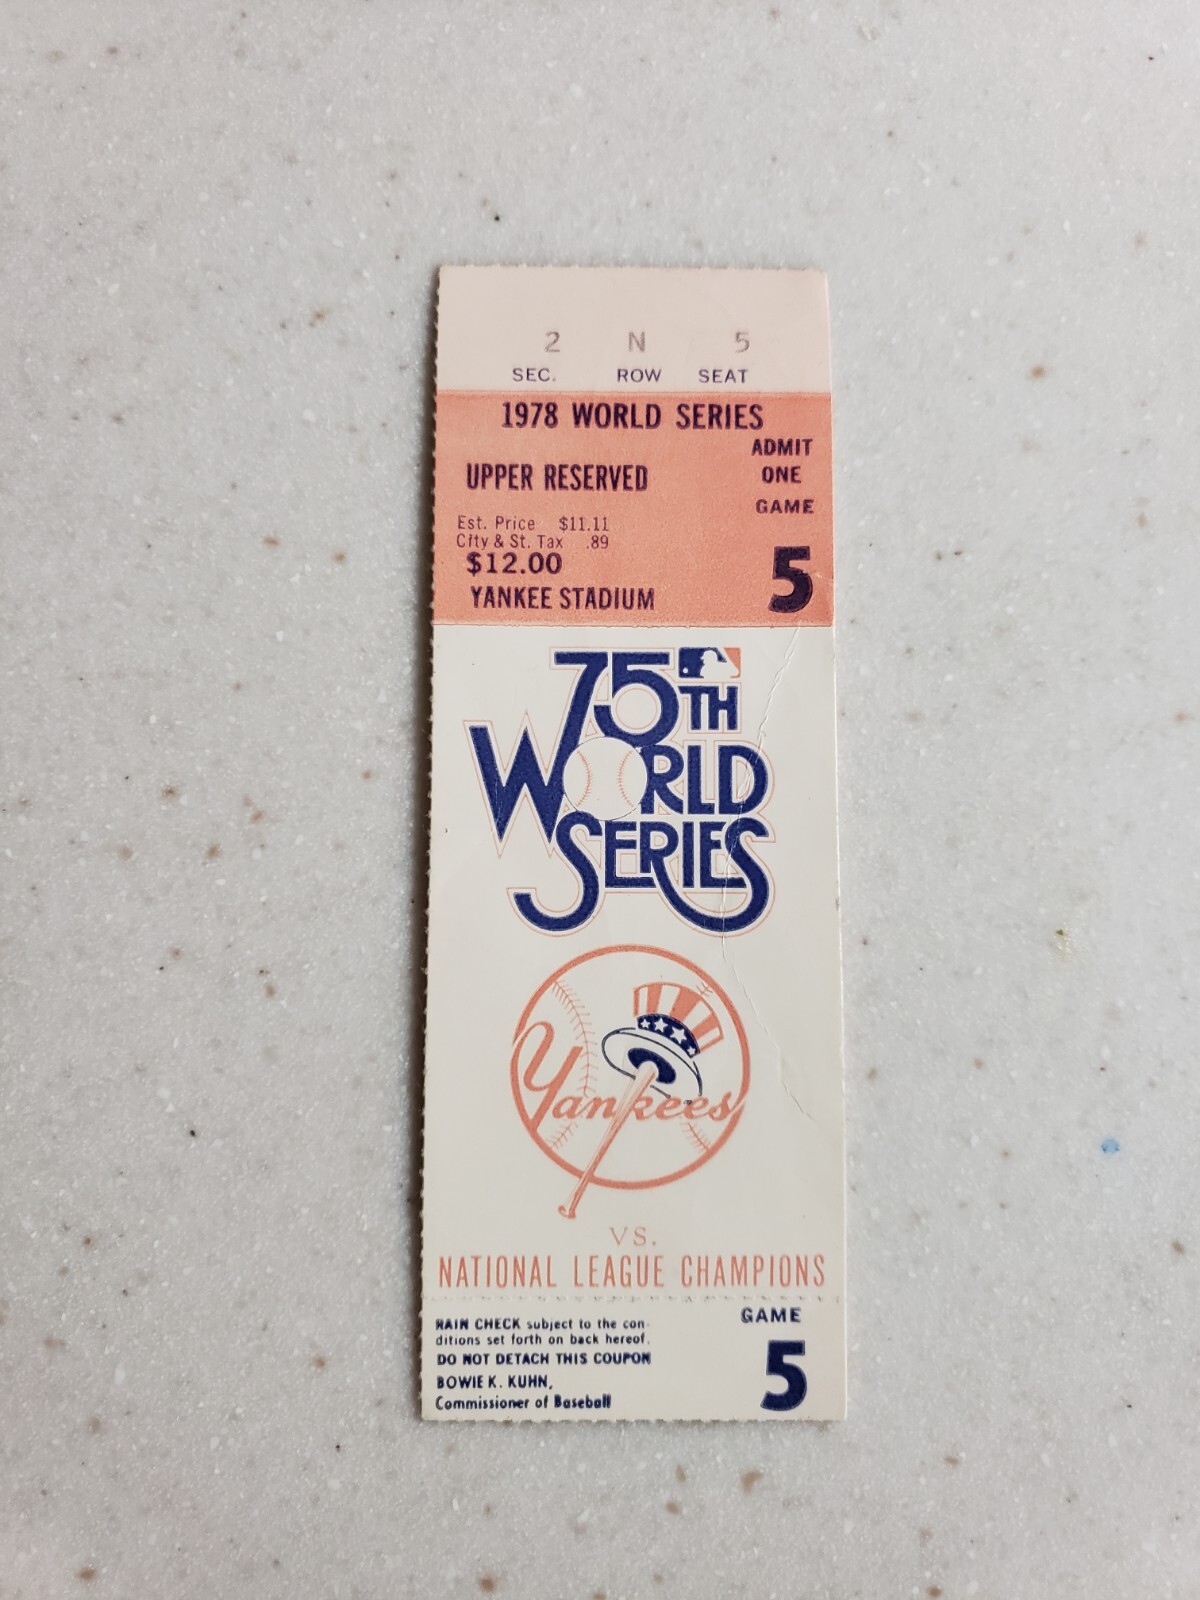 2 N 5
SEC. ROW SEAT
1978 WORLD SERIES
ADMIT
ONE
GAME
5
UPPER RESERVED
Est. Price $11.11
City & St. Tax .89
$12.00
YANKEE STADIUM
75TH
WORLD
SERIES
Yankees
VS.
NATIONAL LEAGUE CHAMPIONS
RAIN CHECK subject to the con-
ditions set forth on back hereof.
DO NOT DETACH THIS COUPON
BOWIE K. KUHN,
Commissioner of Baseball
GAME
5